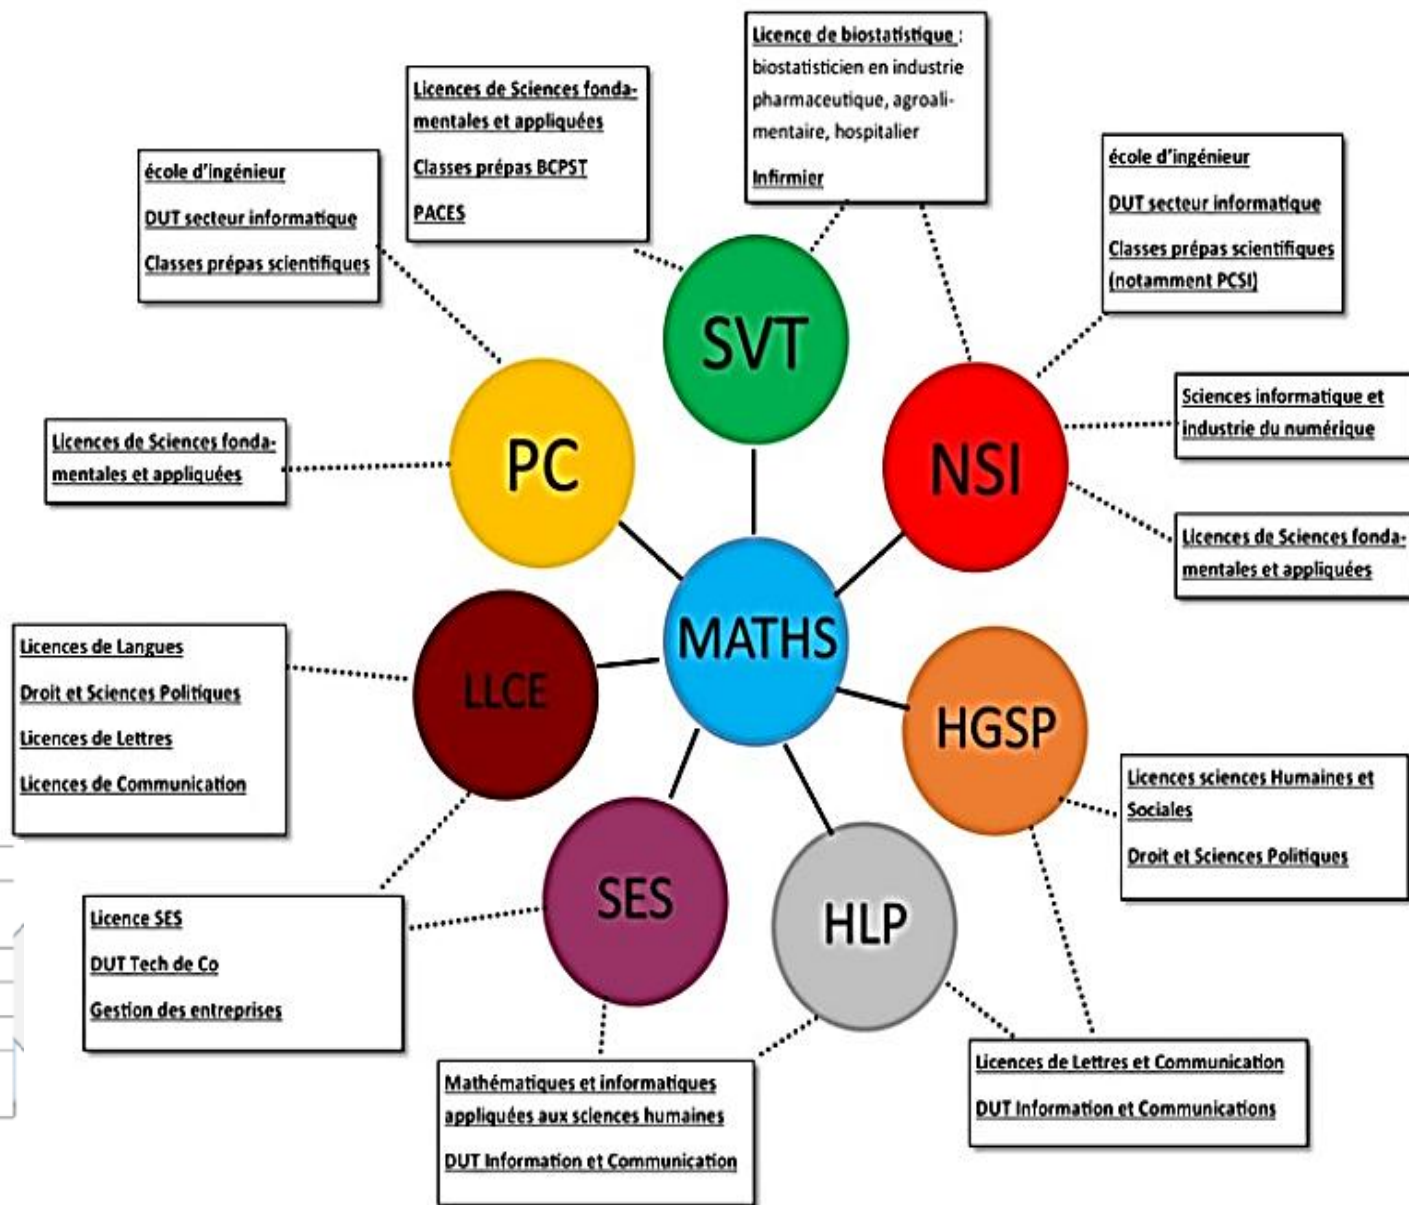 Licence de biostatistique :
biostatisticien en industrie
pharmaceutique, agroali-
mentaire, hospitalier
Infirmier
Licences de Sciences fonda-
mentales et appliquées
Classes prépas BCPST
PACES
école d'ingénieur
DUT secteur informatique
Classes prépas scientifiques
école d'ingénieur
DUT secteur informatique
Classes prépas scientifiques
(notamment PCSI)
SVT
Sciences informatique et
industrie du numérique
Licences de Sciences fonda-
mentales et appliquées
PC
NSI
Licences de Sciences fonda-
mentales et appliquées
MATHS
Licences de Langues
Droit et Sciences Politiques
Licences de Lettres
Licences de Communication
LLCE
HGSP
Licences sciences Humaines et
Sociales
Droit et Sciences Politiques
SES
HLP
Licence SES
DUT Tech de Co
Gestion des entreprises
Mathématiques et informatiques
appliquées aux sciences humaines
DUT Information et Communication
Licences de Lettres et Communication
DUT Information et Communications